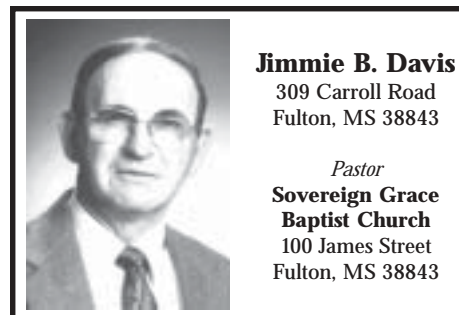 Jimmie B. Davis
309 Carroll Road
Fulton, MS 38843
Pastor
Sovereign Grace
Baptist Church
100 James Street
Fulton, MS 38843